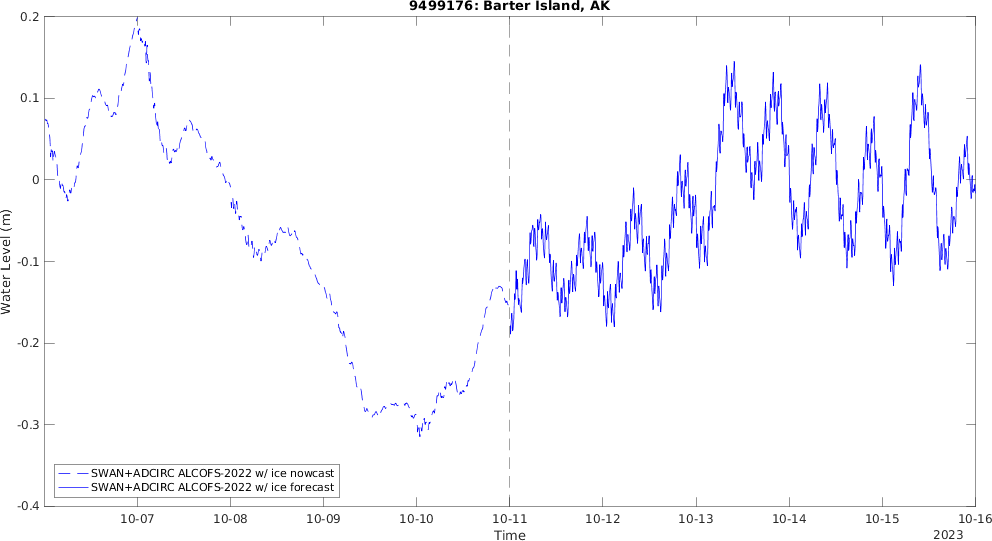 9499176: Barter Island, AK
0.2
0.1
0
-0.1
-0.2
-0.3
-0.4
Water Level (m)
SWAN+ADCIRC ALCOFS-2022 w/ ice nowcast
SWAN+ADCIRC ALCOFS-2022 w/ ice forecast
10-07 10-08 10-09 10-10 10-11 10-12 10-13 10-14 10-15 10-16
Time
2023